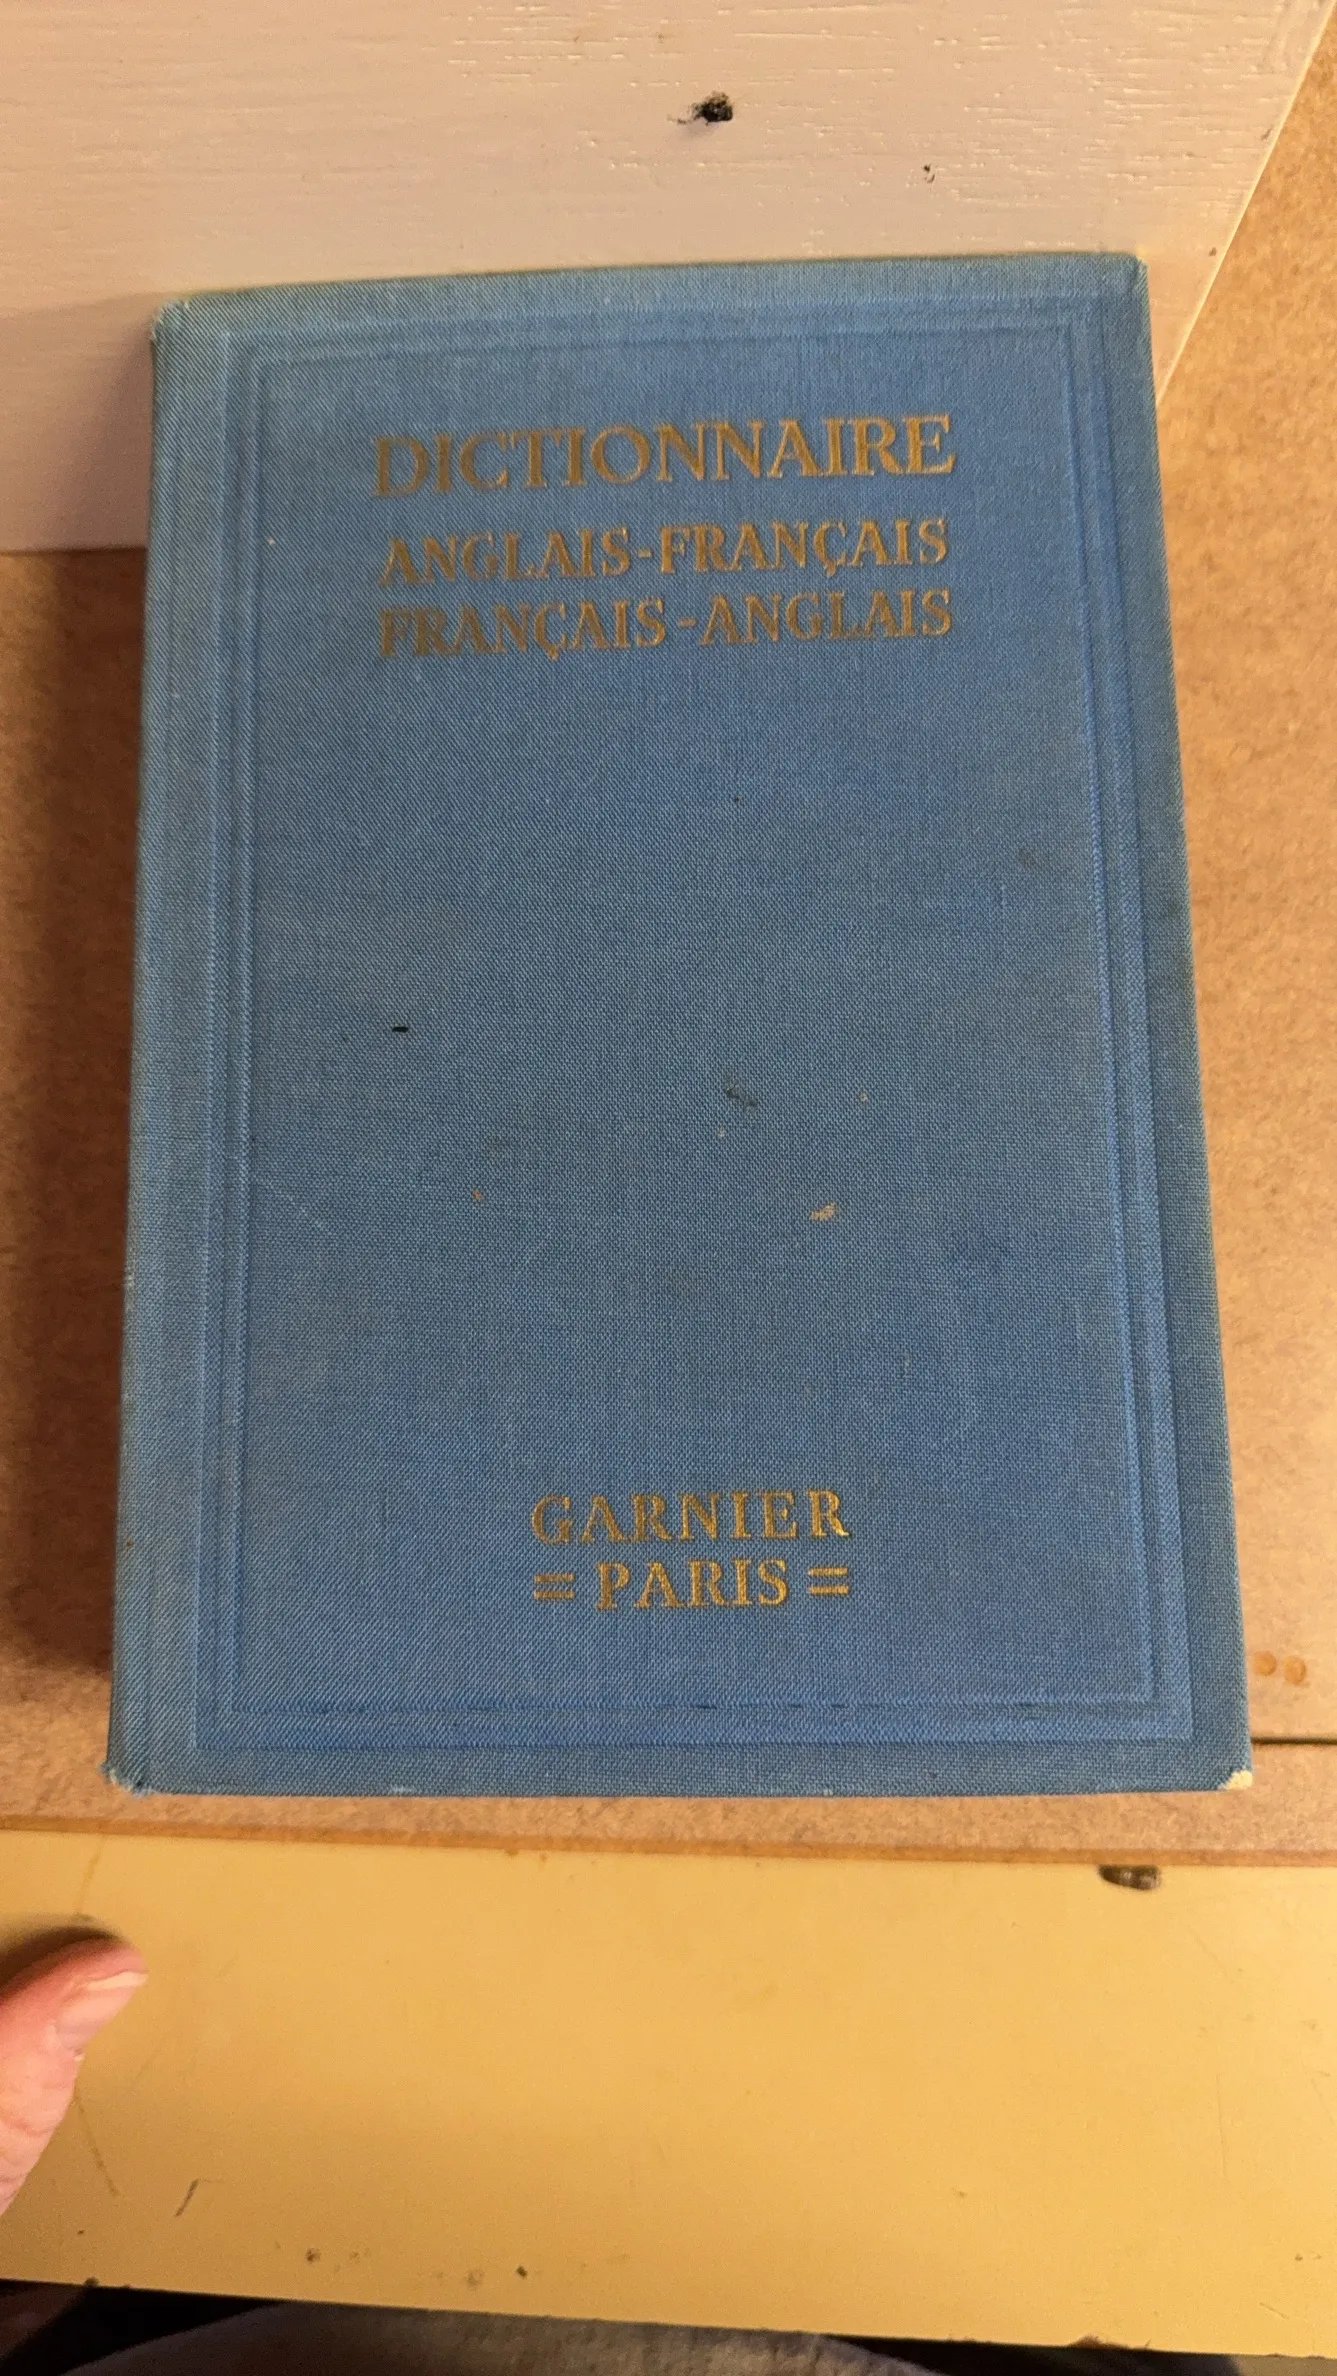 DICTIONNAIRE
ANGLAIS-FRANÇAIS
FRANÇAIS-ANGLAIS
GARNIER
= PARIS =